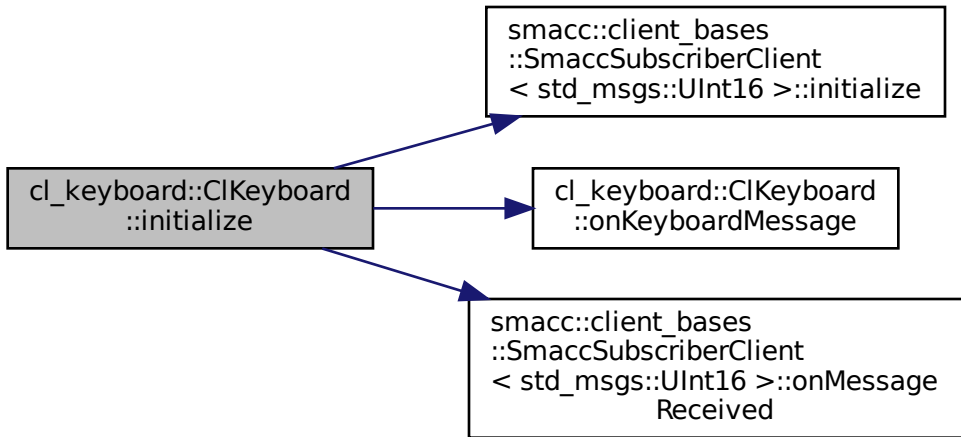 smacc::client_bases
::SmaccSubscriberClient
< std_msgs::UInt16 >::initialize
cl_keyboard::ClKeyboard
::initialize
cl_keyboard::ClKeyboard
::onKeyboardMessage
smacc::client_bases
::SmaccSubscriberClient
< std_msgs::UInt16 >::onMessage
Received